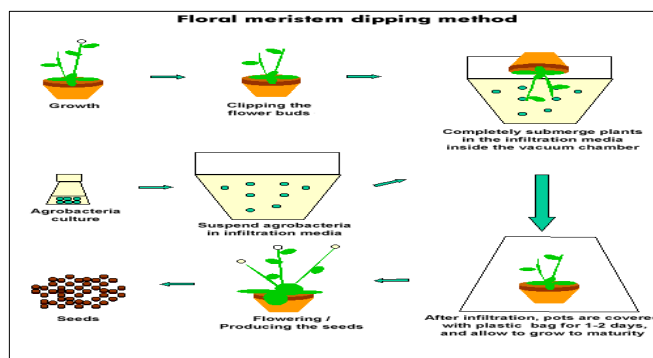 Floral meristem dipping method
Growth
Clipping the
flower buds
Completely submerge plants
in the infiltration media
inside the vacuum chamber
Agrobacteria
culture
Suspend agrobacteria
in infiltration media
Seeds
Flowering /
Producing the seeds
After infiltration, pots are covered
with plastic bag for 1-2 days,
and allow to grow to maturity